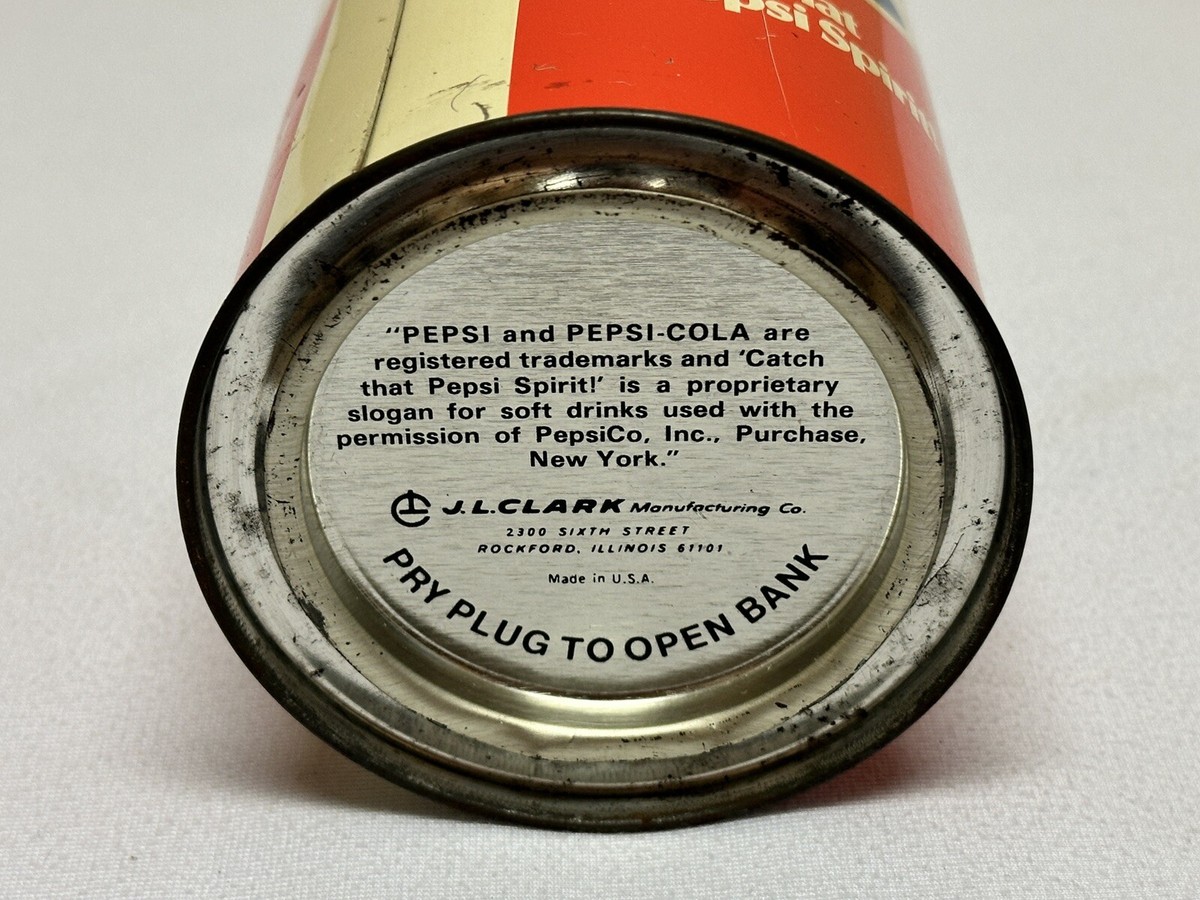 that
Pepsi Spirit!
"PEPSI and PEPSI-COLA are
registered trademarks and 'Catch
that Pepsi Spirit!' is a proprietary
slogan for soft drinks used with the
permission of PepsiCo, Inc., Purchase,
New York."
J.L.CLARK Manufacturing Co.
2300 SIXTH STREET
ROCKFORD, ILLINOIS 61101
Made in U.S.A.
PRY PLUG TO OPEN BANK